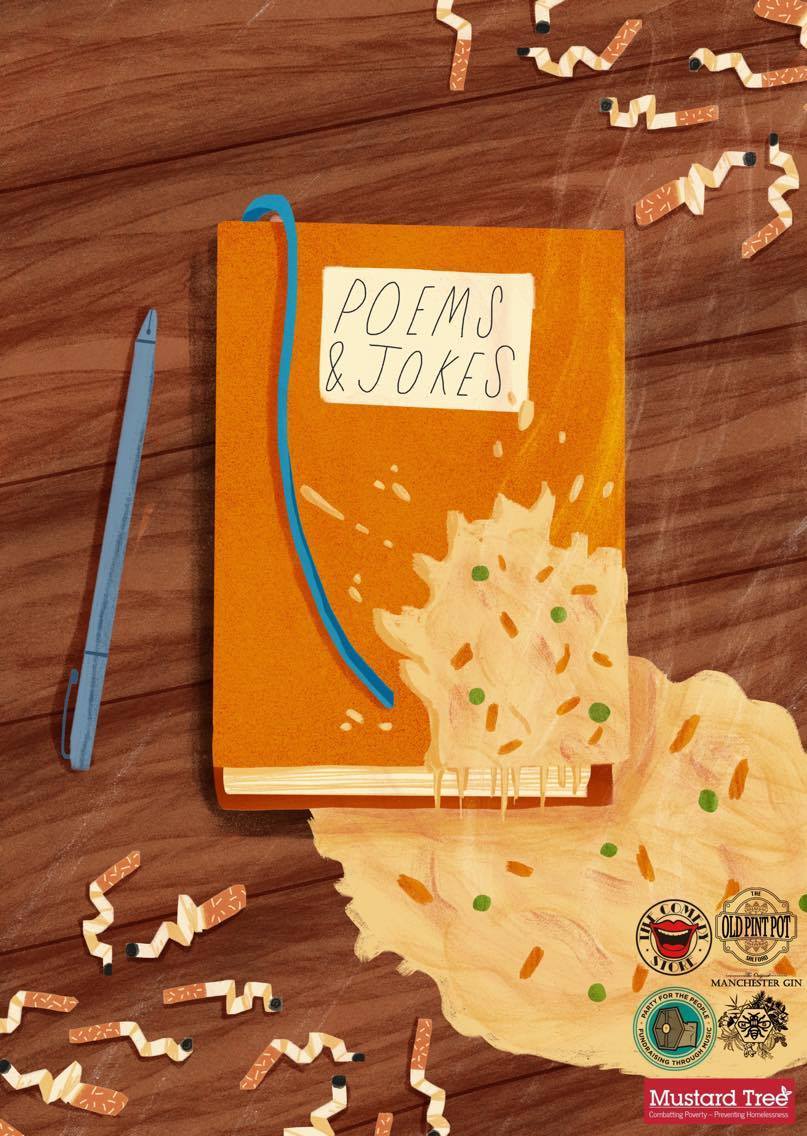 POEMS
& JOKES
THE COMEDY
STORE
THE
OLD PINT POT
SALFORD
The Original
MANCHESTER GIN
PARTY FOR THE PEOPLE
FUNDRAISING THROUGH MUSIC
Mustard Tree
Combatting Poverty – Preventing Homelessness